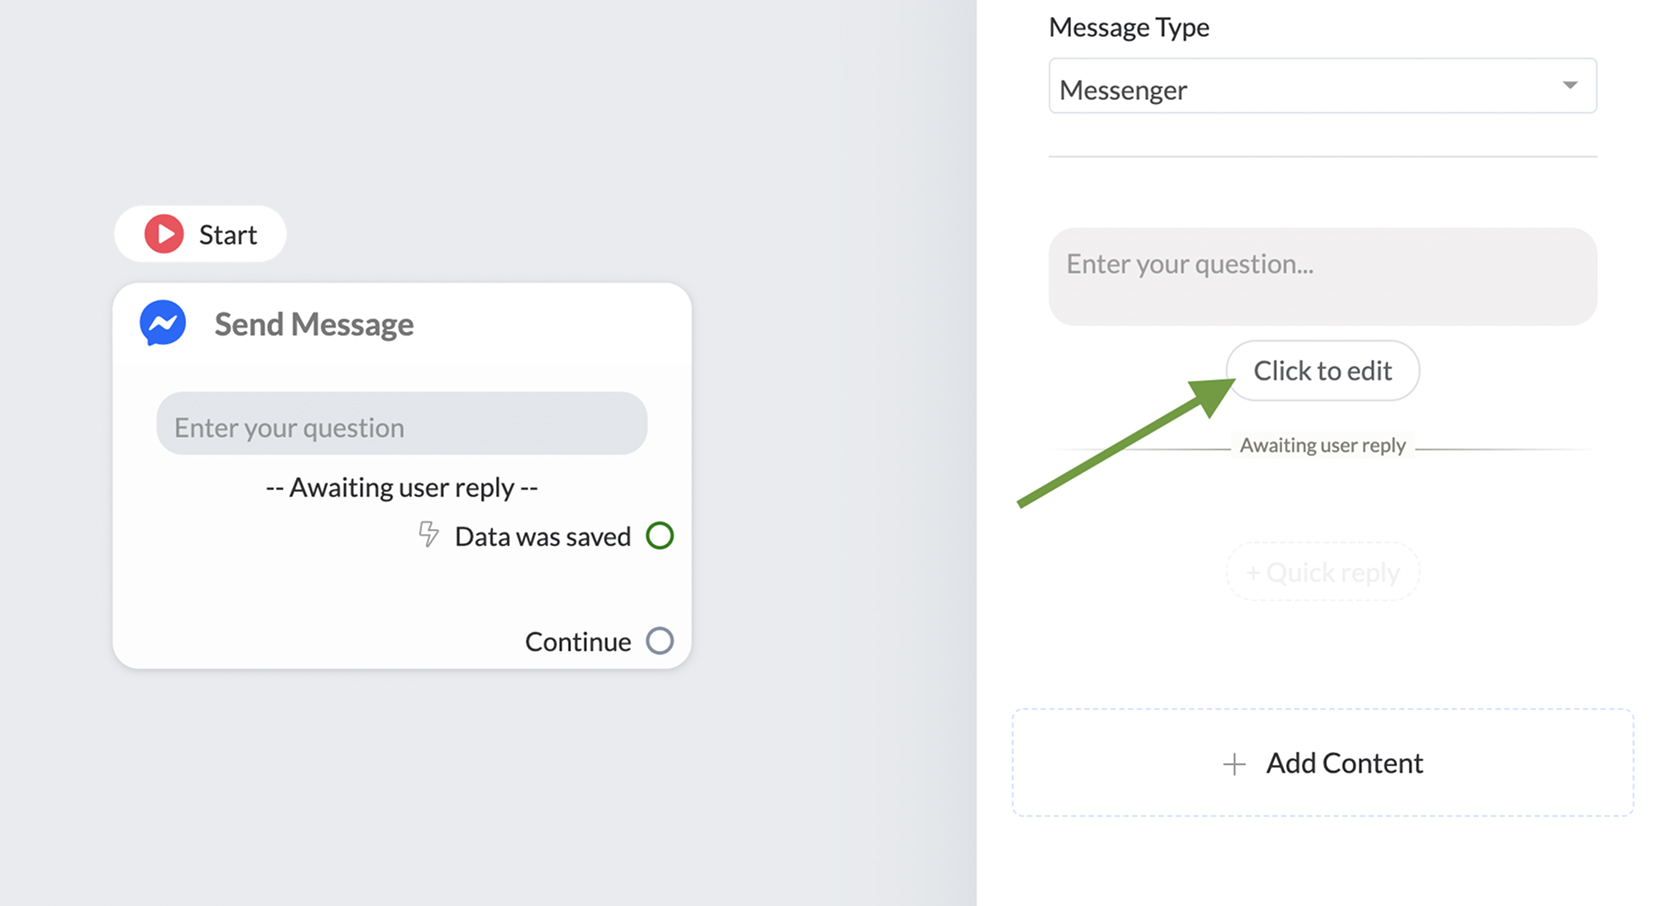 Start
Send Message
Enter your question
-- Awaiting user reply --
Data was saved
Continue
Message Type
Messenger
Enter your question...
Click to edit
Awaiting user reply
+ Quick reply
+ Add Content